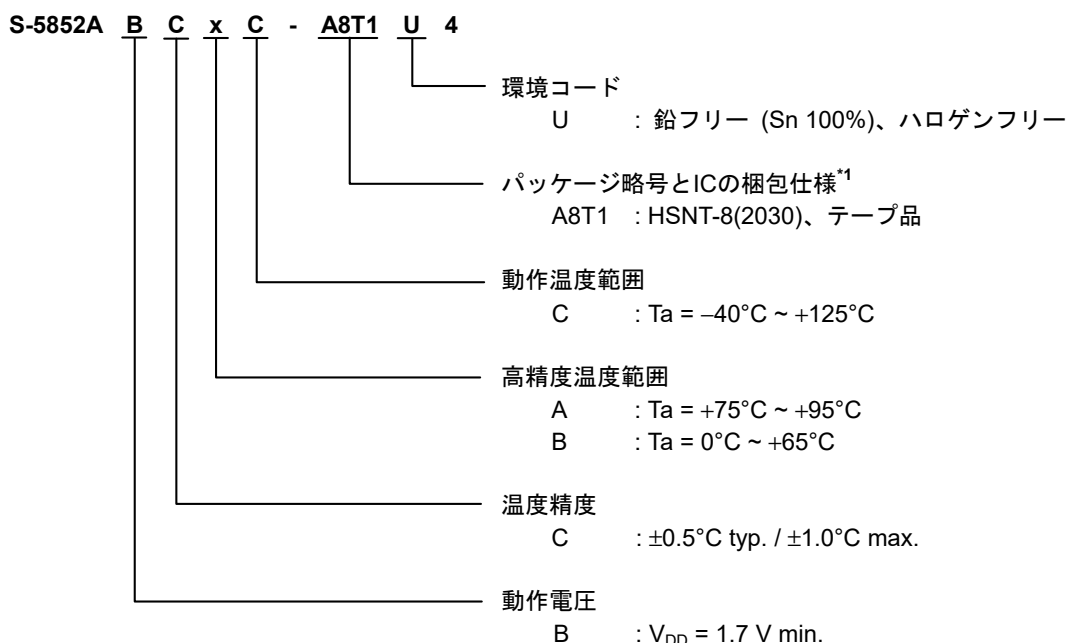 S-5852A B C x C - A8T1 U 4
環境コード
U : 鉛フリー (Sn 100%)、ハロゲンフリー
パッケージ略号とICの梱包仕様*1
A8T1 : HSNT-8(2030)、テープ品
動作温度範囲
C : Ta = −40°C ~ +125°C
高精度温度範囲
A : Ta = +75°C ~ +95°C
B : Ta = 0°C ~ +65°C
温度精度
C : ±0.5°C typ. / ±1.0°C max.
動作電圧
B : VDD = 1.7 V min.